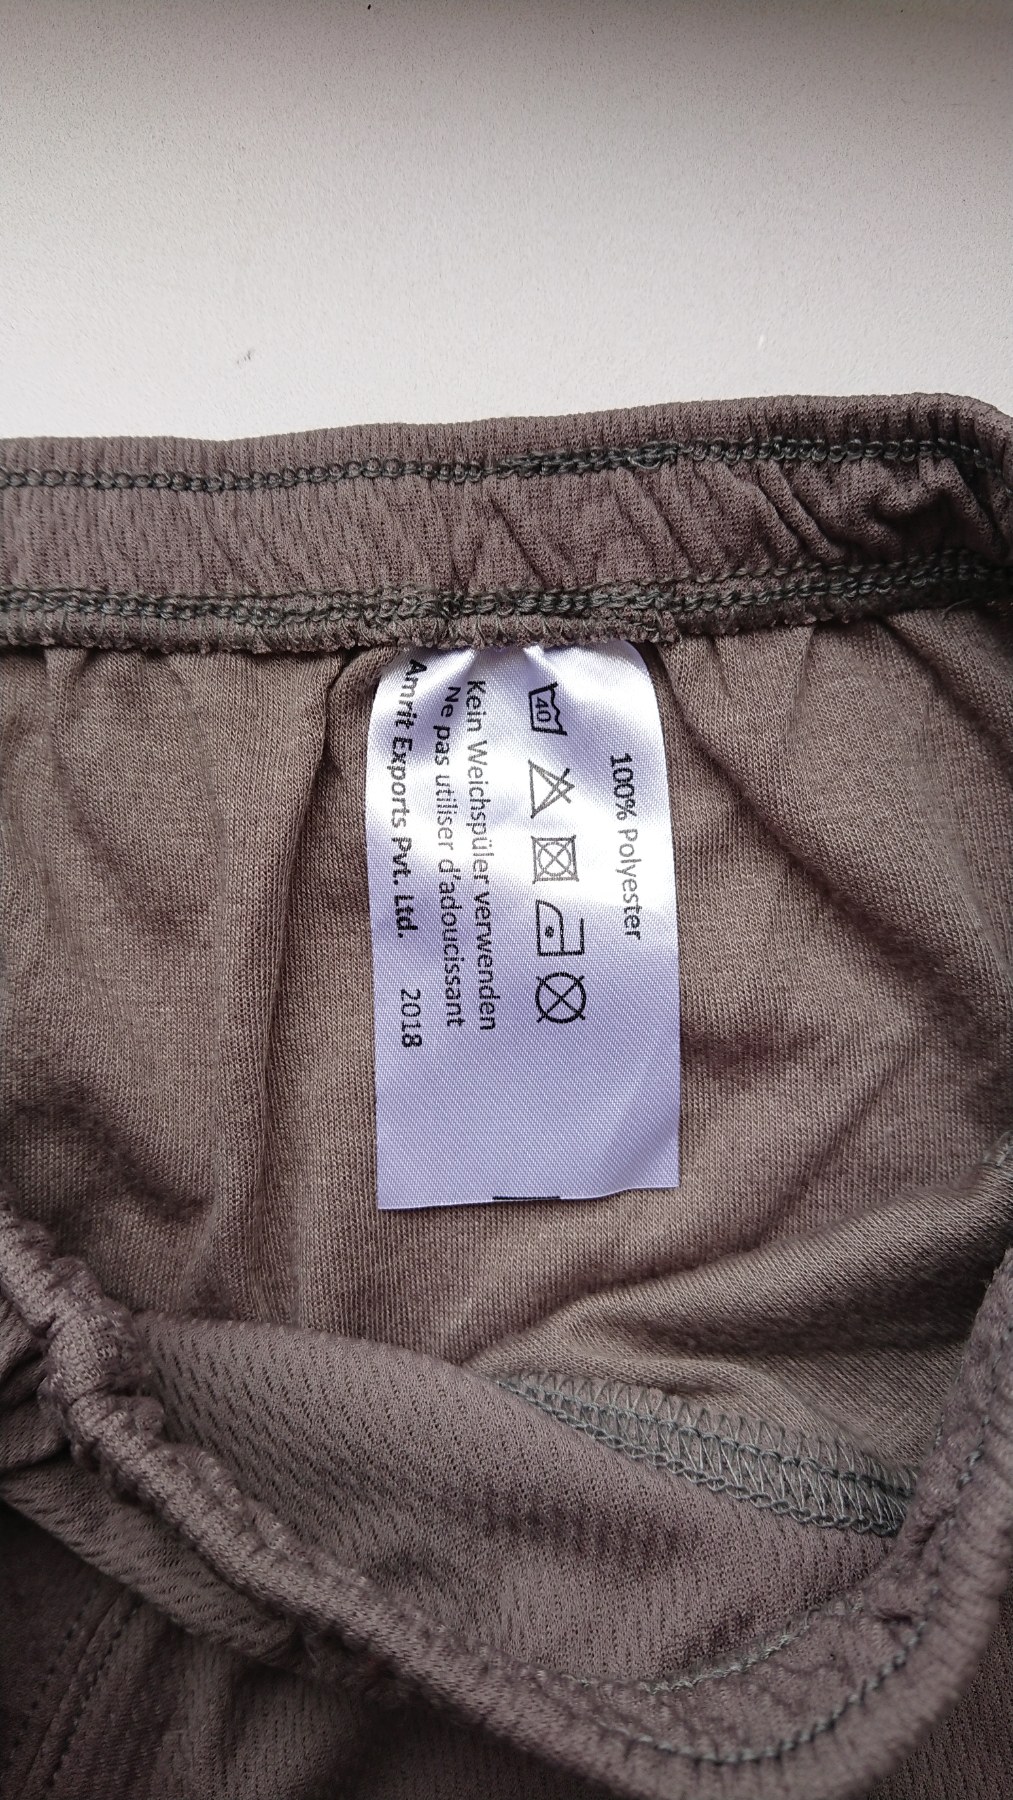 100% Polyester
40
Kein Weichspüler verwenden
Ne pas utiliser d'adoucissant
Amrit Exports Pvt. Ltd. 2018